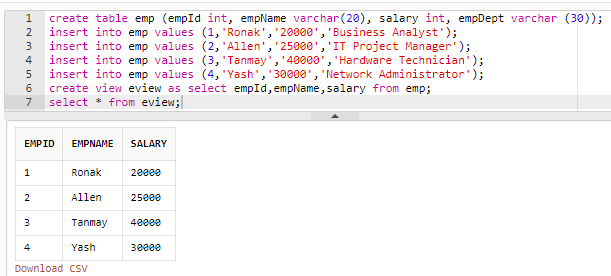 1 create table emp (empId int, empName varchar(20), salary int, empDept varchar (30));
2 insert into emp values (1,'Ronak','20000','Business Analyst');
3 insert into emp values (2,'Allen','25000','IT Project Manager');
4 insert into emp values (3,'Tanmay','40000','Hardware Technician');
5 insert into emp values (4,'Yash','30000','Network Administrator');
6 create view eview as select empId,empName,salary from emp;
7 select * from eview;
EMPID EMPNAME SALARY
1 Ronak 20000
2 Allen 25000
3 Tanmay 40000
4 Yash 30000
Download CSV